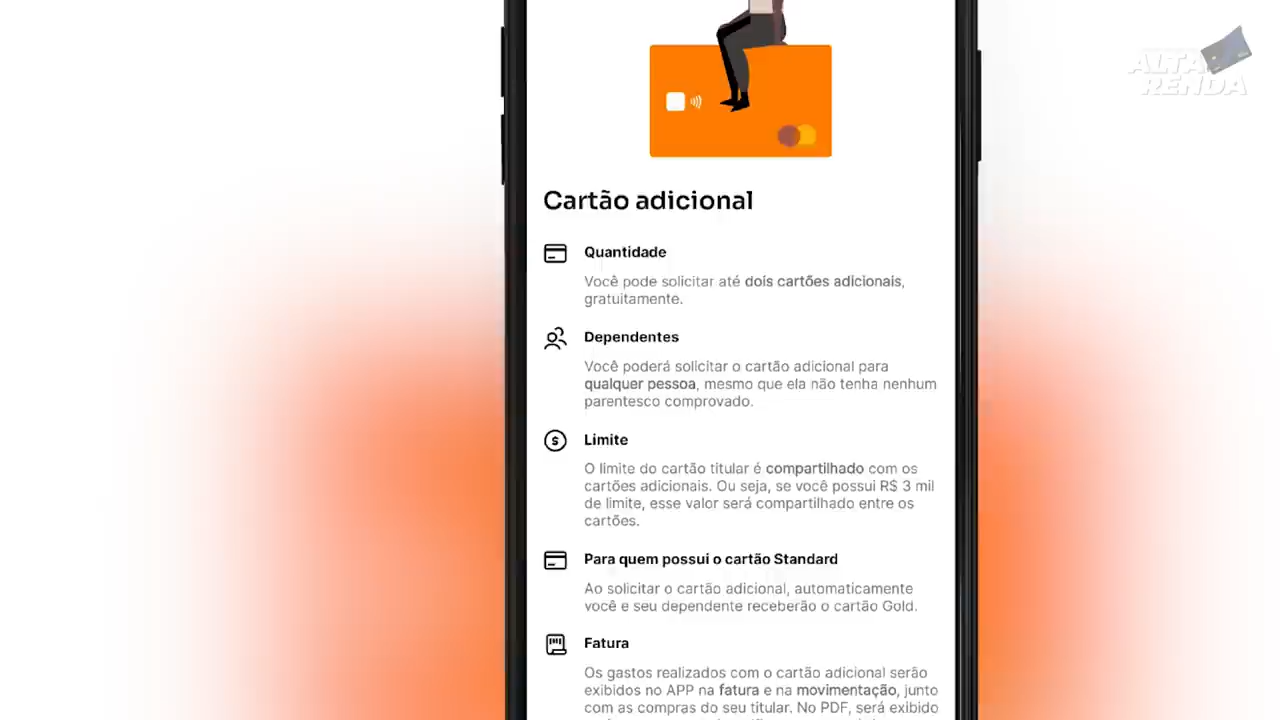 ALTA
RENDA
Cartão adicional
Quantidade
Você pode solicitar até dois cartões adicionais,
gratuitamente.
Dependentes
Você poderá solicitar o cartão adicional para
qualquer pessoa, mesmo que ela não tenha nenhum
parentesco comprovado.
Limite
O limite do cartão titular é compartilhado com os
cartões adicionais. Ou seja, se você possui R$ 3 mil
de limite, esse valor será compartilhado entre os
cartões.
Para quem possui o cartão Standard
Ao solicitar o cartão adicional, automaticamente
você e seu dependente receberão o cartão Gold.
Fatura
Os gastos realizados com o cartão adicional serão
exibidos no APP na fatura e na movimentação, junto
com as compras do seu titular. No PDF, será exibido